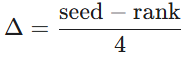 Δ = (seed − rank) / 4